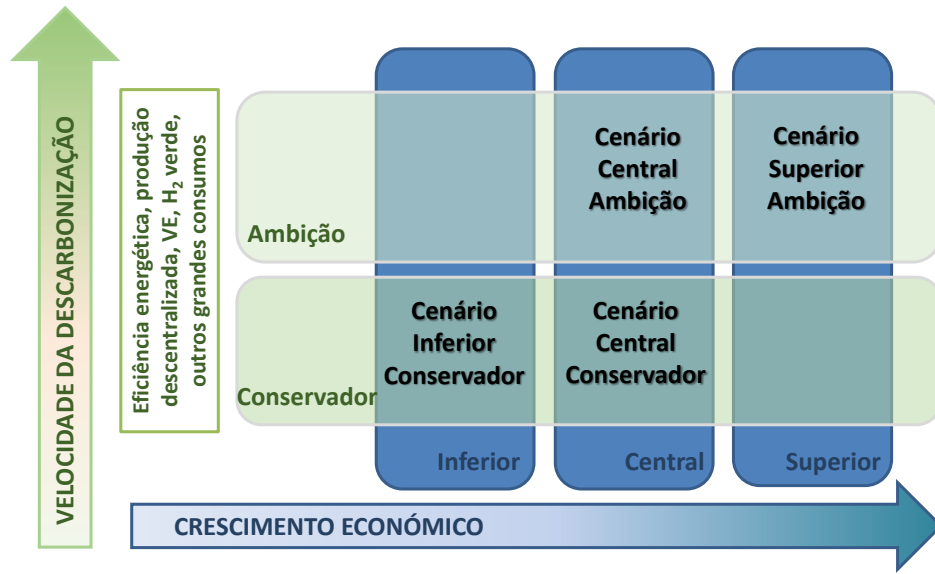 VELOCIDADE DA DESCARBONIZAÇÃO
Eficiência energética, produção
descentralizada, VE, H₂ verde,
outros grandes consumos
Ambição
Cenário
Central
Ambição
Cenário
Superior
Ambição
Conservador
Cenário
Inferior
Conservador
Cenário
Central
Conservador
Inferior
Central
Superior
CRESCIMENTO ECONÓMICO